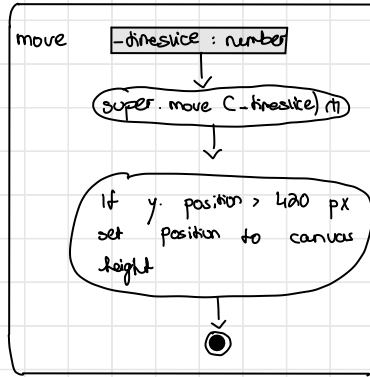 move
_timeslice : number
super. move (_timeslice)
If y. position > 420 px
set position to canvas
height